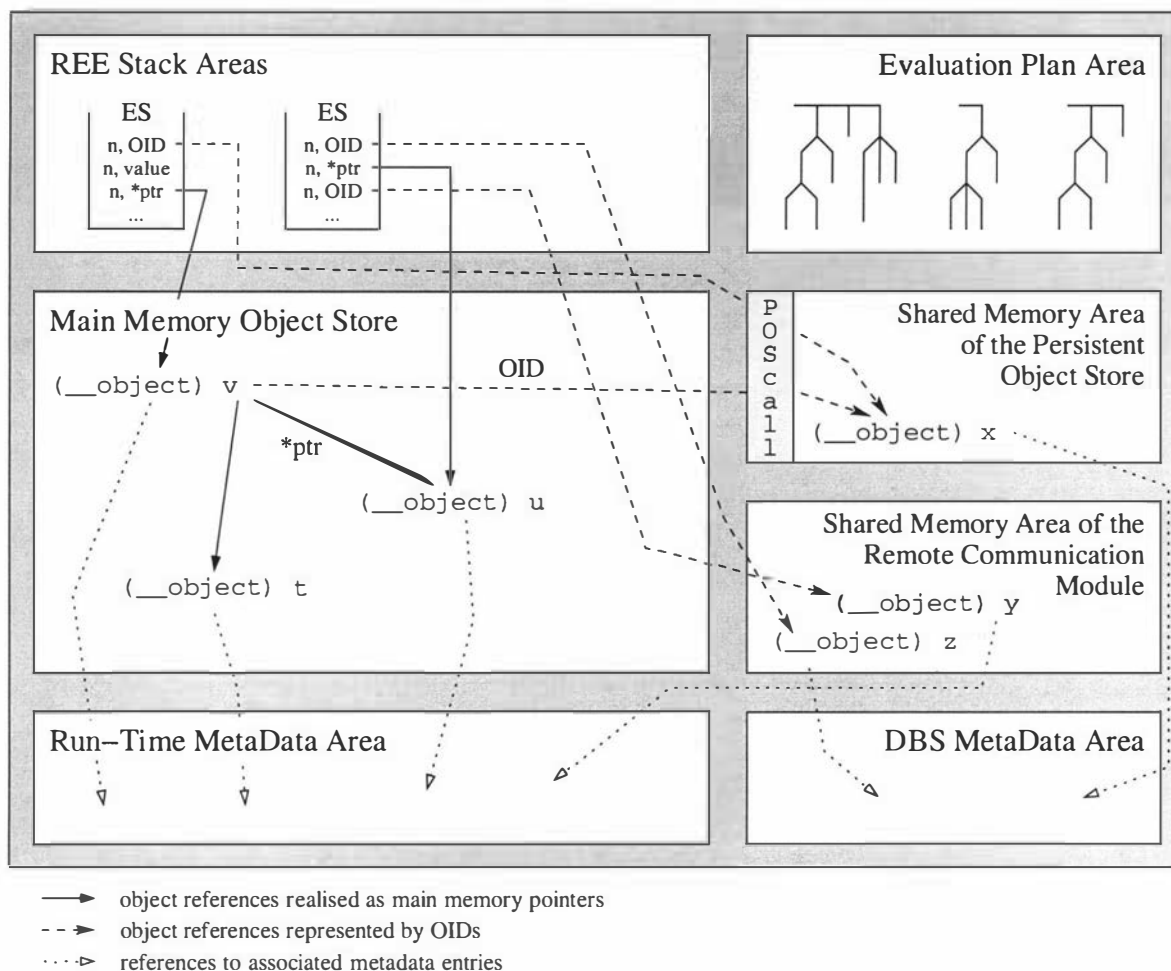 REE Stack Areas
ES
n, OID
n, value
n, *ptr
...
ES
n, OID
n, *ptr
n, OID
...
Evaluation Plan Area
Main Memory Object Store
(__object) v
OID
*ptr
(__object) u
(__object) t
POScall
Shared Memory Area
of the Persistent
Object Store
(__object) x
Shared Memory Area of the
Remote Communication
Module
(__object) y
(__object) z
Run–Time MetaData Area
DBS MetaData Area
object references realised as main memory pointers
object references represented by OIDs
references to associated metadata entries